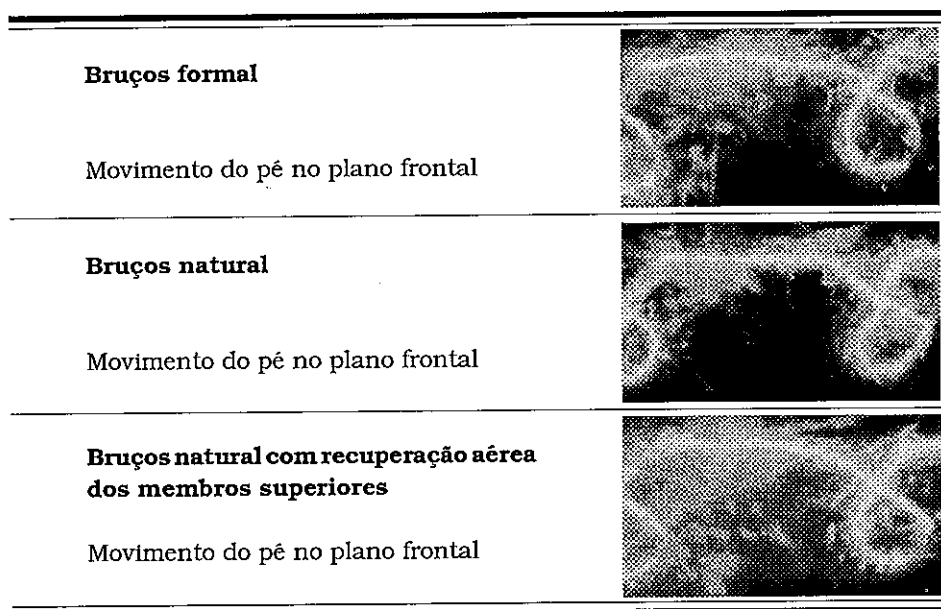 Bruços formal
Movimento do pé no plano frontal
Bruços natural
Movimento do pé no plano frontal
Bruços natural com recuperação aérea
dos membros superiores
Movimento do pé no plano frontal